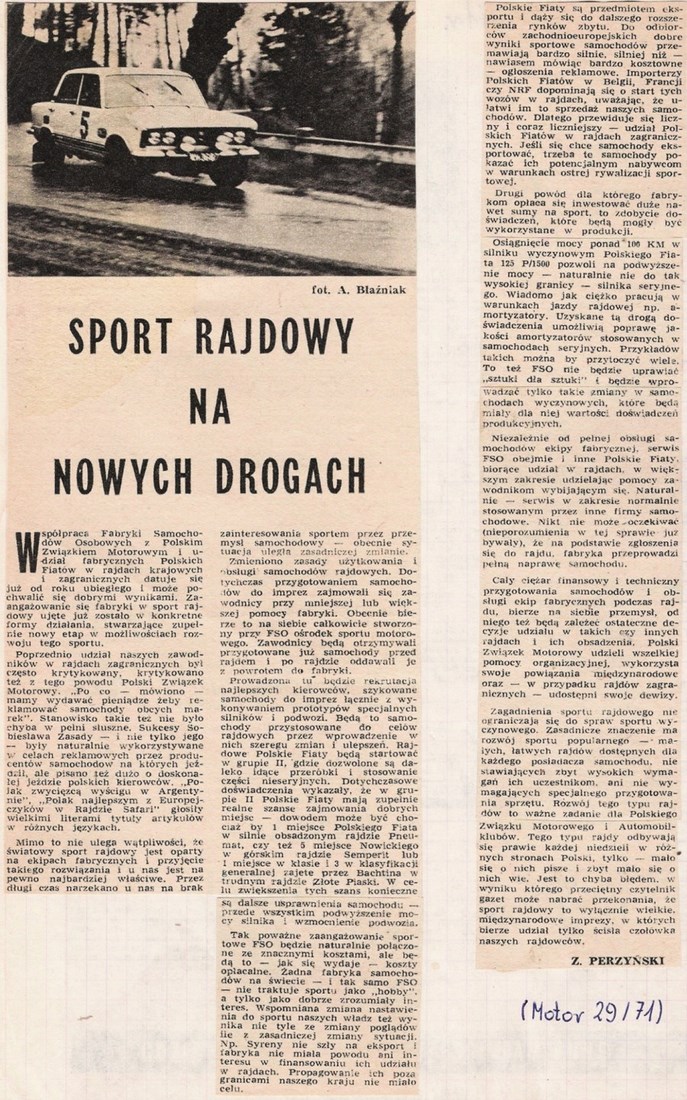 5
fot. A. Błaźniak
SPORT RAJDOWY
NA
NOWYCH DROGACH
Współpraca Fabryki Samocho-
dów Osobowych z Polskim
Związkiem Motorowym i u-
dział fabrycznych Polskich
Fiatów w rajdach krajowych
i zagranicznych datuje się
już od roku ubiegłego i może po-
chwalić się dobrymi wynikami. Za-
angażowanie się fabryki w sport raj-
dowy ujęte już zostało w konkretne
formy działania, stwarzające zupeł-
nie nowy etap w możliwościach roz-
woju tego sportu.
Poprzednio udział naszych zawod-
ników w rajdach zagranicznych był
często krytykowany, krytykowano
też z tego powodu Polski Związek
Motorowy. „Po co — mówiono —
mamy wydawać pieniądze żeby re-
klamować samochody obcych ma-
rek". Stanowisko takie też nie było
chyba w pełni słuszne. Sukcesy So-
biesława Zasady — i nie tylko jego
— były naturalnie wykorzystywane
w celach reklamowych przez produ-
centów samochodów na których jeź-
dził, ale pisano też dużo o doskona-
łej jeździe polskich kierowców. „Po-
lak zwycięzcą wyścigu w Argenty-
nie", „Polak najlepszym z Europej-
czyków w Rajdzie Safari" głosiły
wielkimi literami tytuły artykułów
w różnych językach.
Mimo to nie ulega wątpliwości, że
światowy sport rajdowy jest oparty
na ekipach fabrycznych i przyjęcie
takiego rozwiązania i u nas jest na
pewno najbardziej właściwe. Przez
długi czas narzekano u nas na brak
zainteresowania sportem przez prze-
mysł samochodowy — obecnie sy-
tuacja uległa zasadniczej zmianie.
Zmieniono zasady użytkowania i
obsługi samochodów rajdowych. Do-
tychczas przygotowaniem samocho-
dów do imprez zajmowali się za-
wodnicy przy mniejszej lub więk-
szej pomocy fabryki. Obecnie bie-
rze to na siebie całkowicie stworzo-
ny przy FSO ośrodek sportu motoro-
wego. Zawodnicy będą otrzymywali
przygotowane już samochody przed
rajdem i po rajdzie oddawali je
z powrotem do fabryki.
Prowadzona tu będzie rekrutacja
najlepszych kierowców, szykowane
samochody do imprez łącznie z wy-
konywaniem prototypów specjalnych
silników i podwozi. Będą to samo-
chody przystosowane do celów
rajdowych przez wprowadzenie w
nich szeregu zmian i ulepszeń. Raj-
dowe Polskie Fiaty będą startować
w grupie II, gdzie dozwolone są da-
leko idące przeróbki i stosowanie
części nieseryjnych. Dotychczasowe
doświadczenia wykazały, że w gru-
pie II Polskie Fiaty mają zupełnie
realne szanse zajmowania dobrych
miejsc — dowodem może być cho-
ciaż by 1 miejsce Polskiego Fiata
w silnie obsadzonym rajdzie Pneu-
mat, czy też 5 miejsce Nowickiego
w górskim rajdzie Semperit lub
1 miejsce w klasie i 3 w klasyfikacji
generalnej zajęte przez Bachtina w
trudnym rajdzie Złote Piaski. W ce-
lu zwiększenia tych szans konieczne
są dalsze usprawnienia samochodu —
przede wszystkim podwyższenie mo-
cy silnika i wzmocnienie podwozia.
Tak poważne zaangażowanie spor-
towe FSO będzie naturalnie połączo-
ne ze znacznymi kosztami, ale bę-
dą to — jak się wydaje — koszty
opłacalne. Żadna fabryka samocho-
dów na świecie — i tak samo FSO
— nie traktuje sportu jako „hobby",
a tylko jako dobrze zrozumiały in-
teres. Wspomniana zmiana nastawie-
nia do sportu naszych władz też wy-
nika nie tyle ze zmiany poglądów
ile z zasadniczej zmiany sytuacji.
Np. Syreny nie szły na eksport i
fabryka nie miała powodu ani in-
teresu w finansowaniu ich udziału
w rajdach. Propagowanie ich poza
granicami naszego kraju nie miało
celu.
Polskie Fiaty są przedmiotem eks-
portu i dąży się do dalszego rozsze-
rzenia rynków zbytu. Do odbior-
ców zachodnioeuropejskich dobre
wyniki sportowe samochodów prze-
mawiają bardzo silnie, silniej niż —
nawiasem mówiąc bardzo kosztowne
— ogłoszenia reklamowe. Importerzy
Polskich Fiatów w Belgii, Francji
czy NRF dopominają się o start tych
wozów w rajdach, uważając, że u-
łatwi im to sprzedaż naszych samo-
chodów. Dlatego przewiduje się licz-
ny i coraz liczniejszy — udział Pol-
skich Fiatów w rajdach zagranicz-
nych. Jeśli się chce samochody eks-
portować, trzeba te samochody po-
kazać ich potencjalnym nabywcom
w warunkach ostrej rywalizacji spor-
towej.
Drugi powód dla którego fabry-
kom opłaca się inwestować duże na-
wet sumy na sport, to zdobycie do-
świadczeń, które będą mogły być
wykorzystane w produkcji.
Osiągnięcie mocy ponad 100 KM w
silniku wyczynowym Polskiego Fia-
ta 125 P/1500 pozwoli na podwyższe-
nie mocy — naturalnie nie do tak
wysokiej granicy — silnika seryjne-
go. Wiadomo jak ciężko pracują w
warunkach jazdy rajdowej np. a-
mortyzatory. Uzyskane tą drogą do-
świadczenia umożliwią poprawę ja-
kości amortyzatorów stosowanych w
samochodach seryjnych. Przykładów
takich można by przytoczyć wiele.
To też FSO nie będzie uprawiać
„sztuki dla sztuki" i będzie wpro-
wadzać tylko takie zmiany w samo-
chodach wyczynowych, które będą
miały dla niej wartości doświadczeń
produkcyjnych.
Niezależnie od pełnej obsługi sa-
mochodów ekipy fabrycznej, serwis
FSO obejmie i inne Polskie Fiaty,
biorące udział w rajdach, w więk-
szym zakresie udzielając pomocy za-
wodnikom wybijającym się. Natural-
nie — serwis w zakresie normalnie
stosowanym przez inne firmy samo-
chodowe. Nikt nie może oczekiwać
(nieporozumienia w tej sprawie już
bywały), że na podstawie zgłoszenia
się do rajdu, fabryka przeprowadzi
pełną naprawę samochodu.
Cały ciężar finansowy i techniczny
przygotowania samochodów i ob-
sługi ekip fabrycznych podczas raj-
du, bierze na siebie przemysł, od
niego też będą zależeć ostateczne de-
cyzje udziału w takich czy innych
rajdach i ich obsadzenia. Polski
Związek Motorowy udzieli wszelkiej
pomocy organizacyjnej, wykorzysta
swoje powiązania międzynarodowe
oraz — w przypadku rajdów zagra-
nicznych — udostępni swoje dewizy.
Zagadnienia sportu rajdowego nie
ograniczają się do spraw sportu wy-
czynowego. Zasadnicze znaczenie ma
rozwój sportu popularnego — ma-
łych, łatwych rajdów dostępnych dla
każdego posiadacza samochodu, nie
stawiających zbyt wysokich wyma-
gań ich uczestnikom, ani nie wy-
magających specjalnego przygotowa-
nia sprzętu. Rozwój tego typu raj-
dów to ważne zadanie dla Polskiego
Związku Motorowego i Automobil-
klubów. Tego typu rajdy odbywają
się prawie każdej niedzieli w róż-
nych stronach Polski, tylko — mało
się o nich pisze i zbyt mało się o
nich wie. Jest to chyba błędem, w
wyniku którego przeciętny czytelnik
gazet może nabrać przekonania, że
sport rajdowy to wyłącznie wielkie,
międzynarodowe imprezy, w których
bierze udział tylko ścisła czołówka
naszych rajdowców.
Z. PERZYŃSKI
(Motor 29/71)